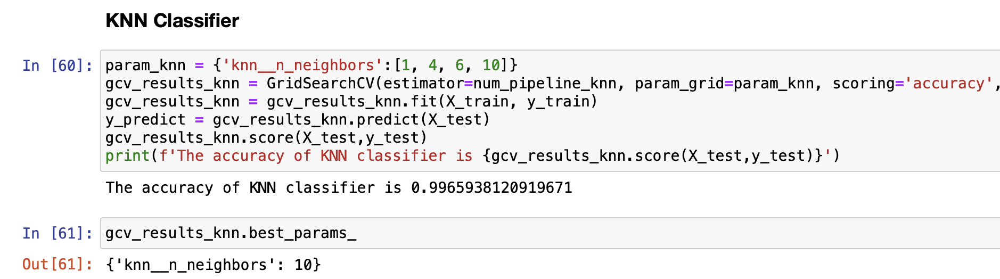 KNN Classifier
In [60]: param_knn = {'knn__n_neighbors':[1, 4, 6, 10]}
gcv_results_knn = GridSearchCV(estimator=num_pipeline_knn, param_grid=param_knn, scoring='accuracy',
gcv_results_knn = gcv_results_knn.fit(X_train, y_train)
y_predict = gcv_results_knn.predict(X_test)
gcv_results_knn.score(X_test,y_test)
print(f'The accuracy of KNN classifier is {gcv_results_knn.score(X_test,y_test)}')
The accuracy of KNN classifier is 0.9965938120919671
In [61]: gcv_results_knn.best_params_
Out[61]: {'knn__n_neighbors': 10}